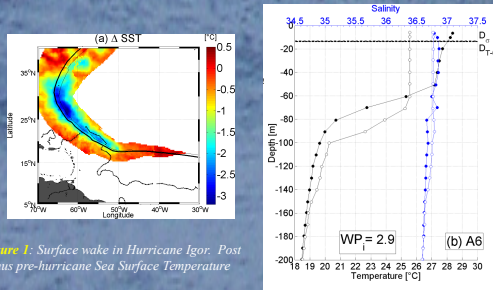 (a) Δ SST
[°C]
0.5
0
-0.5
-1
-1.5
-2
-2.5
-3
35°N
25°N
15°N
5°N
70°W 60°W 50°W 40°W 30°W
Latitude
Longitude
ure 1: Surface wake in Hurricane Igor. Post
us pre-hurricane Sea Surface Temperature
Salinity
34.5 35 35.5 36 36.5 37 37.5
0
-20
-40
-60
-80
-100
-120
-140
-160
-180
-200
Depth [m]
D
D
WP_i = 2.9
(b) A6
18 19 20 21 22 23 24 25 26 27 28 29 30
Temperature [°C]